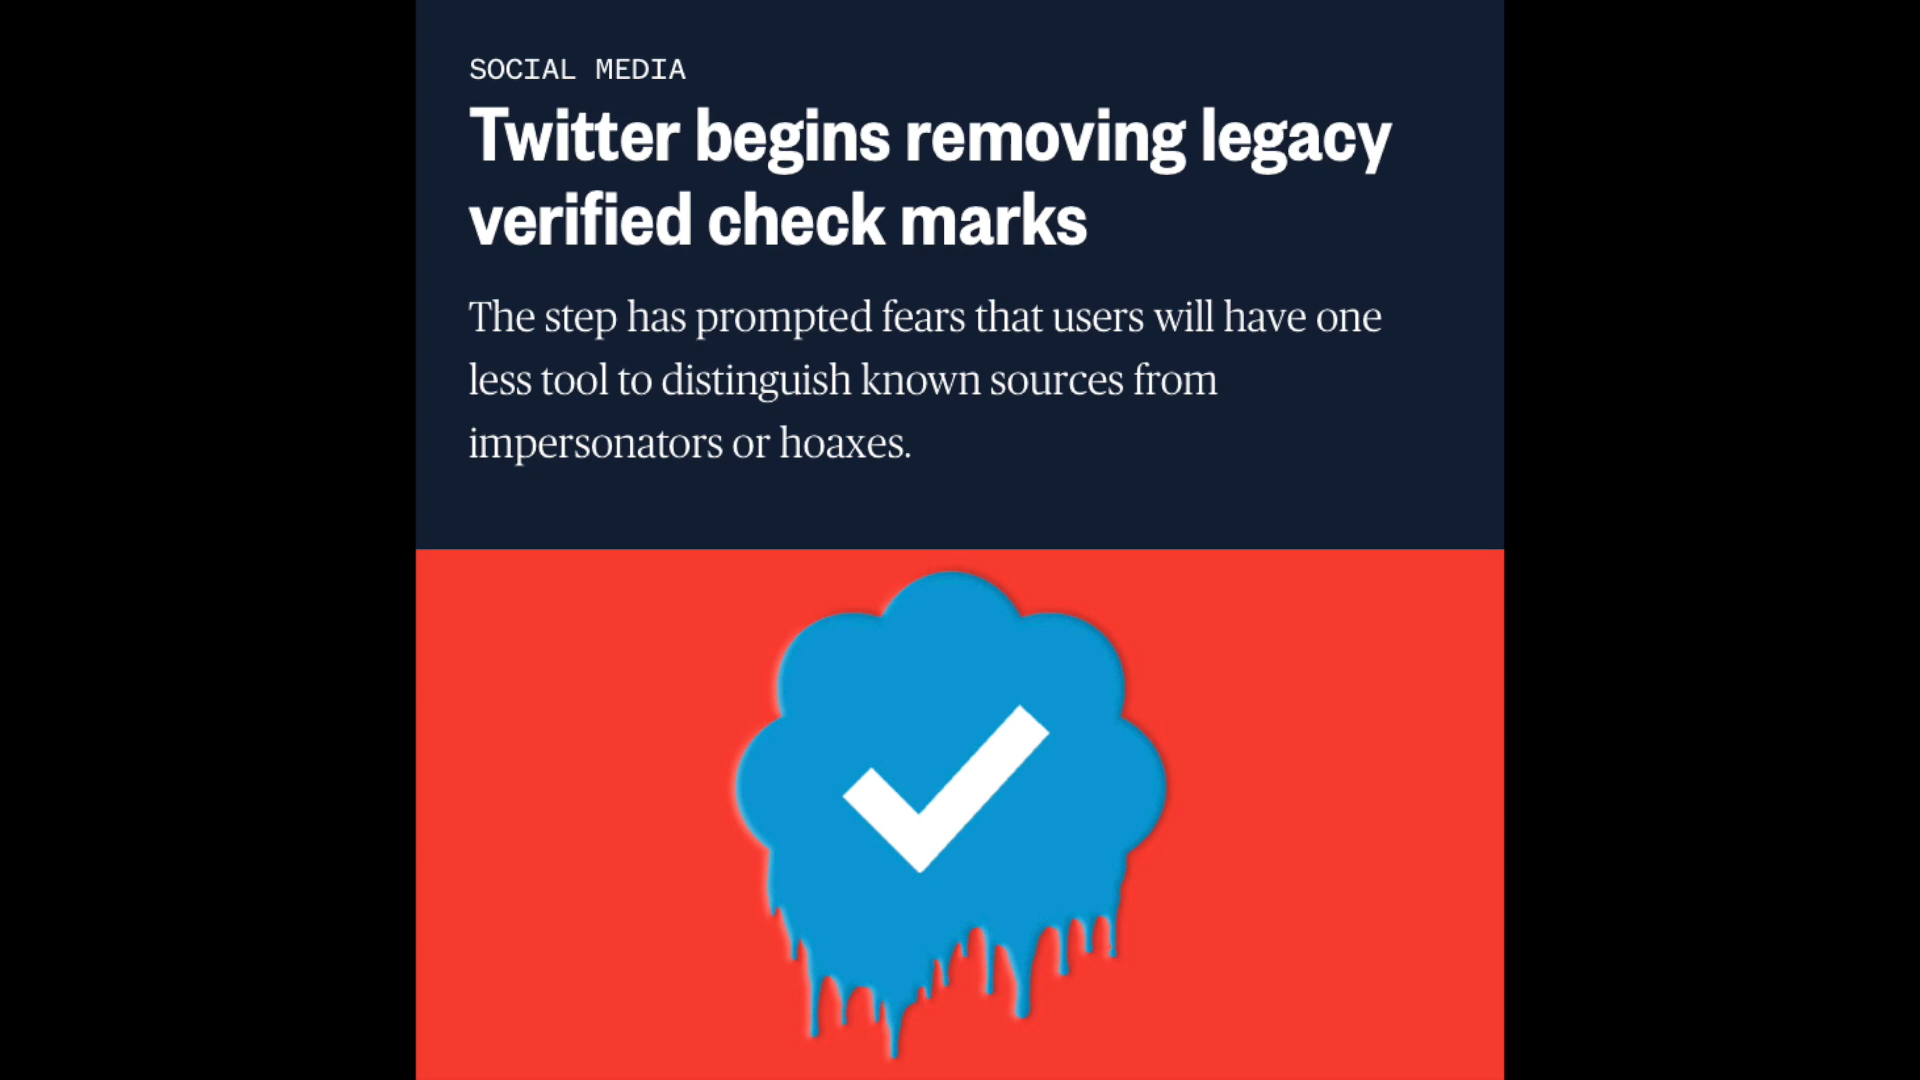 SOCIAL MEDIA
Twitter begins removing legacy
verified check marks
The step has prompted fears that users will have one
less tool to distinguish known sources from
impersonators or hoaxes.